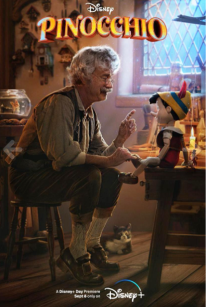 Disney
PINOCCHIO
A Disney+ Day Premiere
Sept 8 only on
Disney+